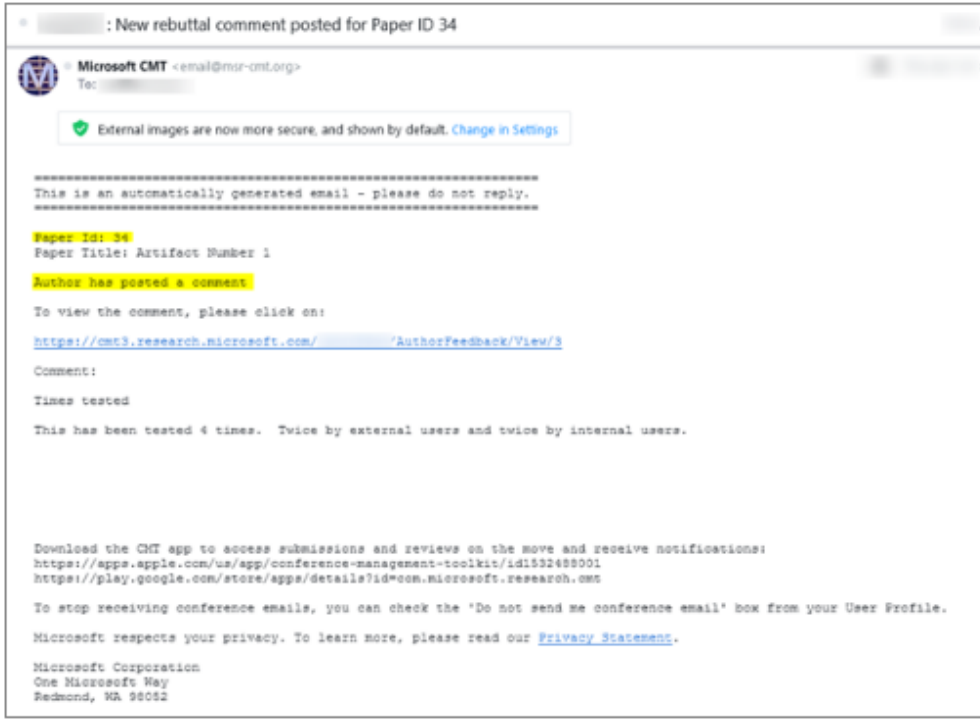 : New rebuttal comment posted for Paper ID 34
Microsoft CMT <email@msr-cmt.org>
To:
External images are now more secure, and shown by default. Change in Settings
================================================================
This is an automatically generated email - please do not reply.
================================================================
Paper Id: 34
Paper Title: Artifact Number 1
Author has posted a comment
To view the comment, please click on:
https://cmt3.research.microsoft.com/ /AuthorFeedback/View/3
Comment:
Times tested
This has been tested 4 times. Twice by external users and twice by internal users.
Download the CMT app to access submissions and reviews on the move and receive notifications:
https://apps.apple.com/us/app/conference-management-toolkit/id1532488001
https://play.google.com/store/apps/details?id=com.microsoft.research.cmt
To stop receiving conference emails, you can check the 'Do not send me conference email' box from your User Profile.
Microsoft respects your privacy. To learn more, please read our Privacy Statement.
Microsoft Corporation
One Microsoft Way
Redmond, WA 98052